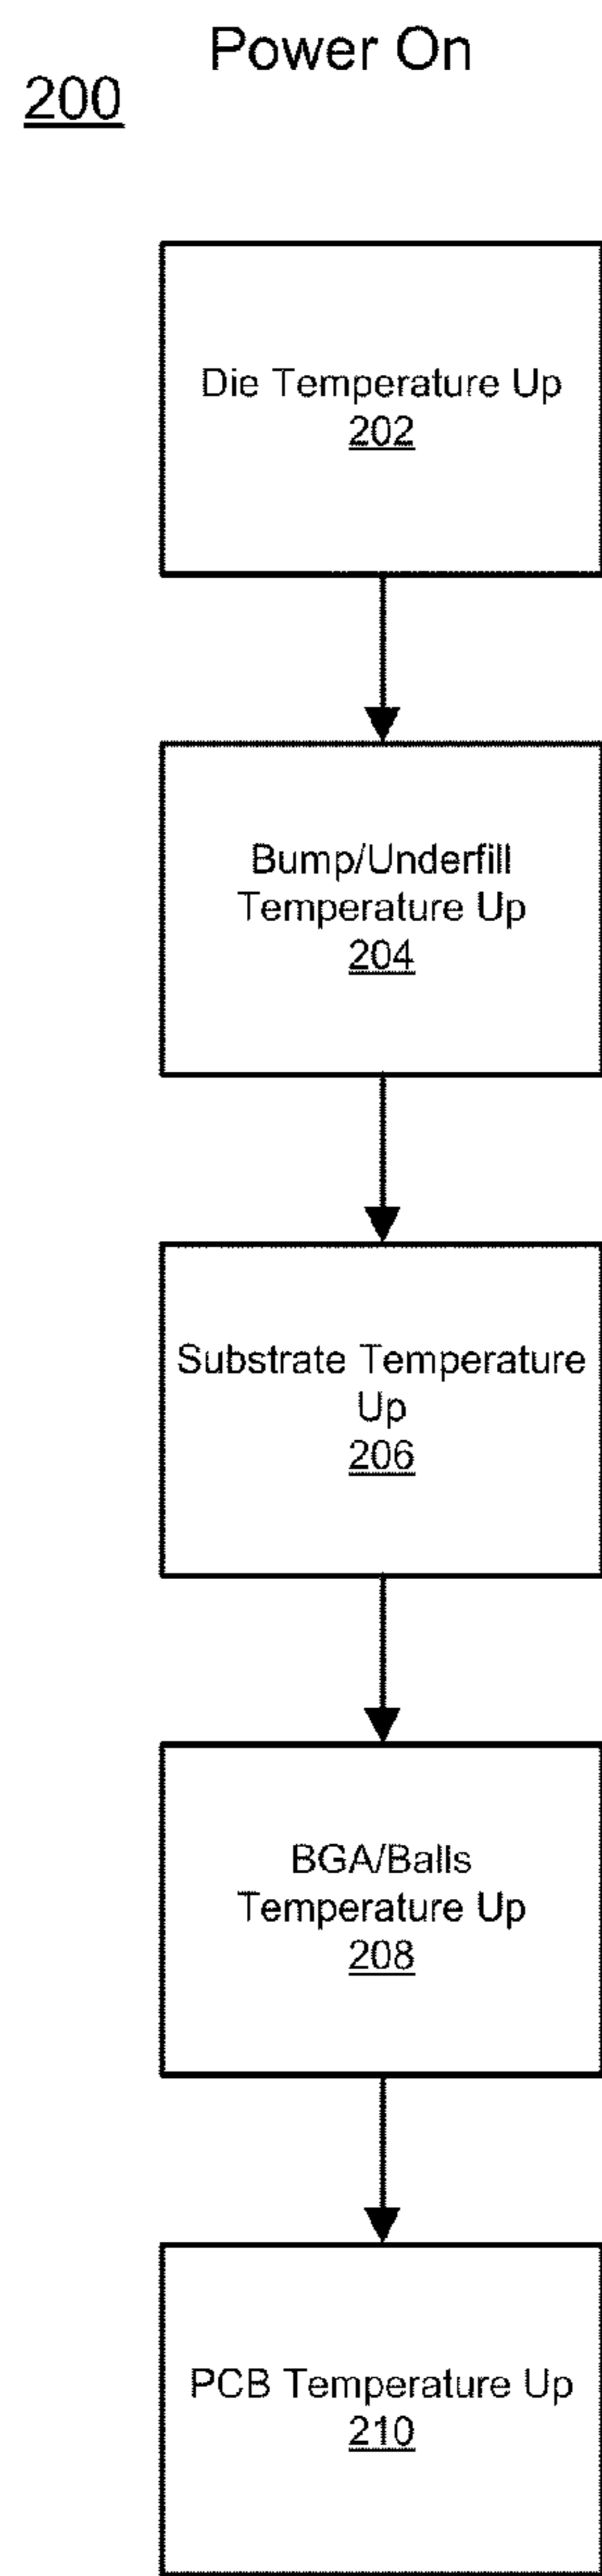 Power On
200
Die Temperature Up
202
Bump/Underfill
Temperature Up
204
Substrate Temperature
Up
206
BGA/Balls
Temperature Up
208
PCB Temperature Up
210